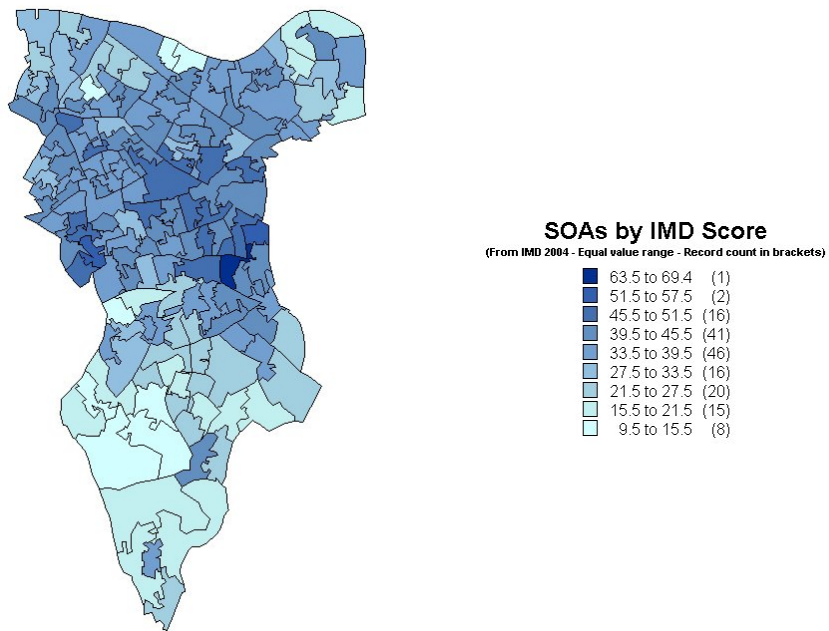 SOAs by IMD Score
(From IMD 2004 - Equal value range - Record count in brackets)
63.5 to 69.4 (1)
51.5 to 57.5 (2)
45.5 to 51.5 (16)
39.5 to 45.5 (41)
33.5 to 39.5 (46)
27.5 to 33.5 (16)
21.5 to 27.5 (20)
15.5 to 21.5 (15)
9.5 to 15.5 (8)